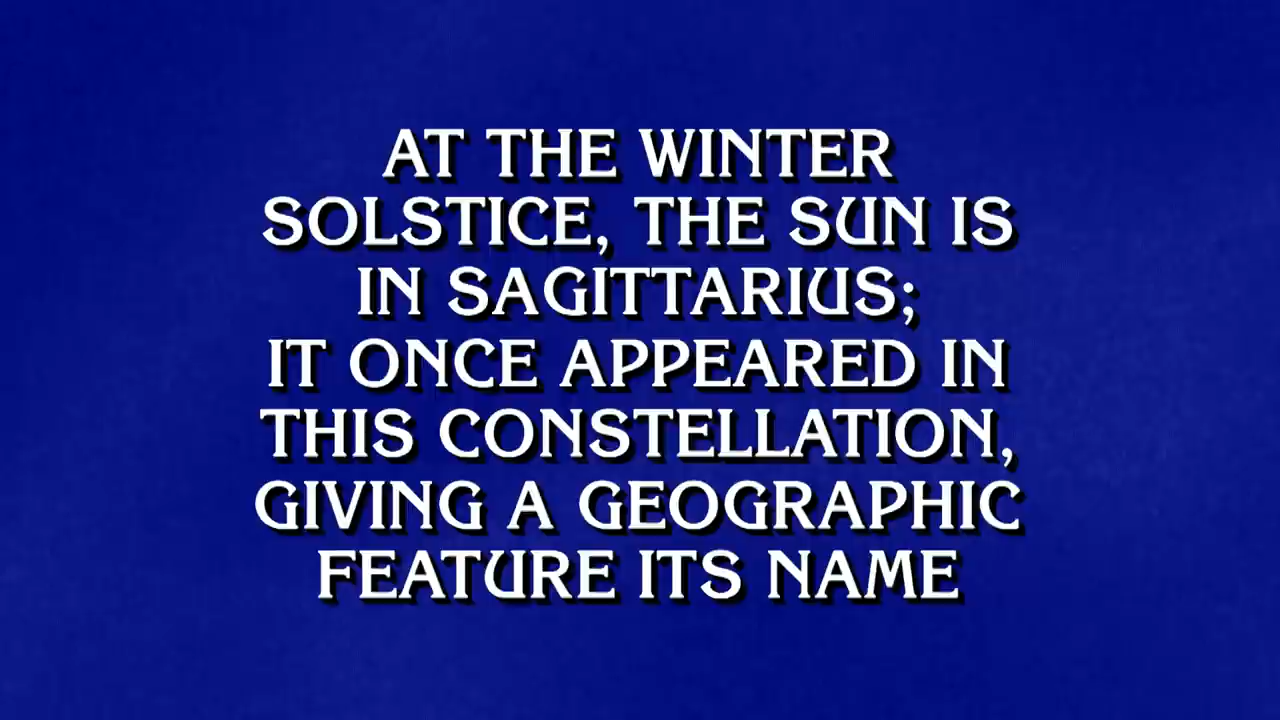 AT THE WINTER
SOLSTICE, THE SUN IS
IN SAGITTARIUS;
IT ONCE APPEARED IN
THIS CONSTELLATION,
GIVING A GEOGRAPHIC
FEATURE ITS NAME